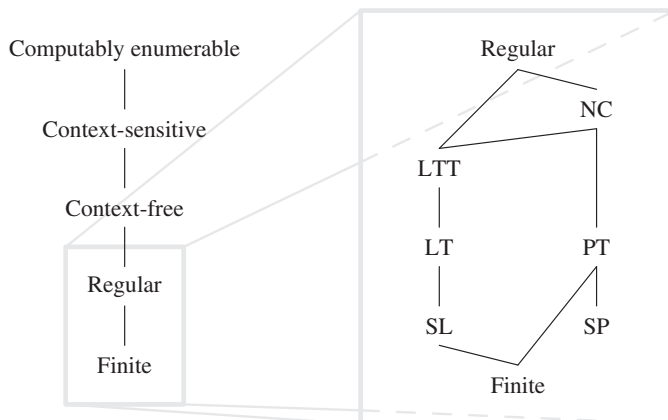 Computably enumerable
Context-sensitive
Context-free
Regular
Finite
Regular
NC
LTT
LT
PT
SL
SP
Finite